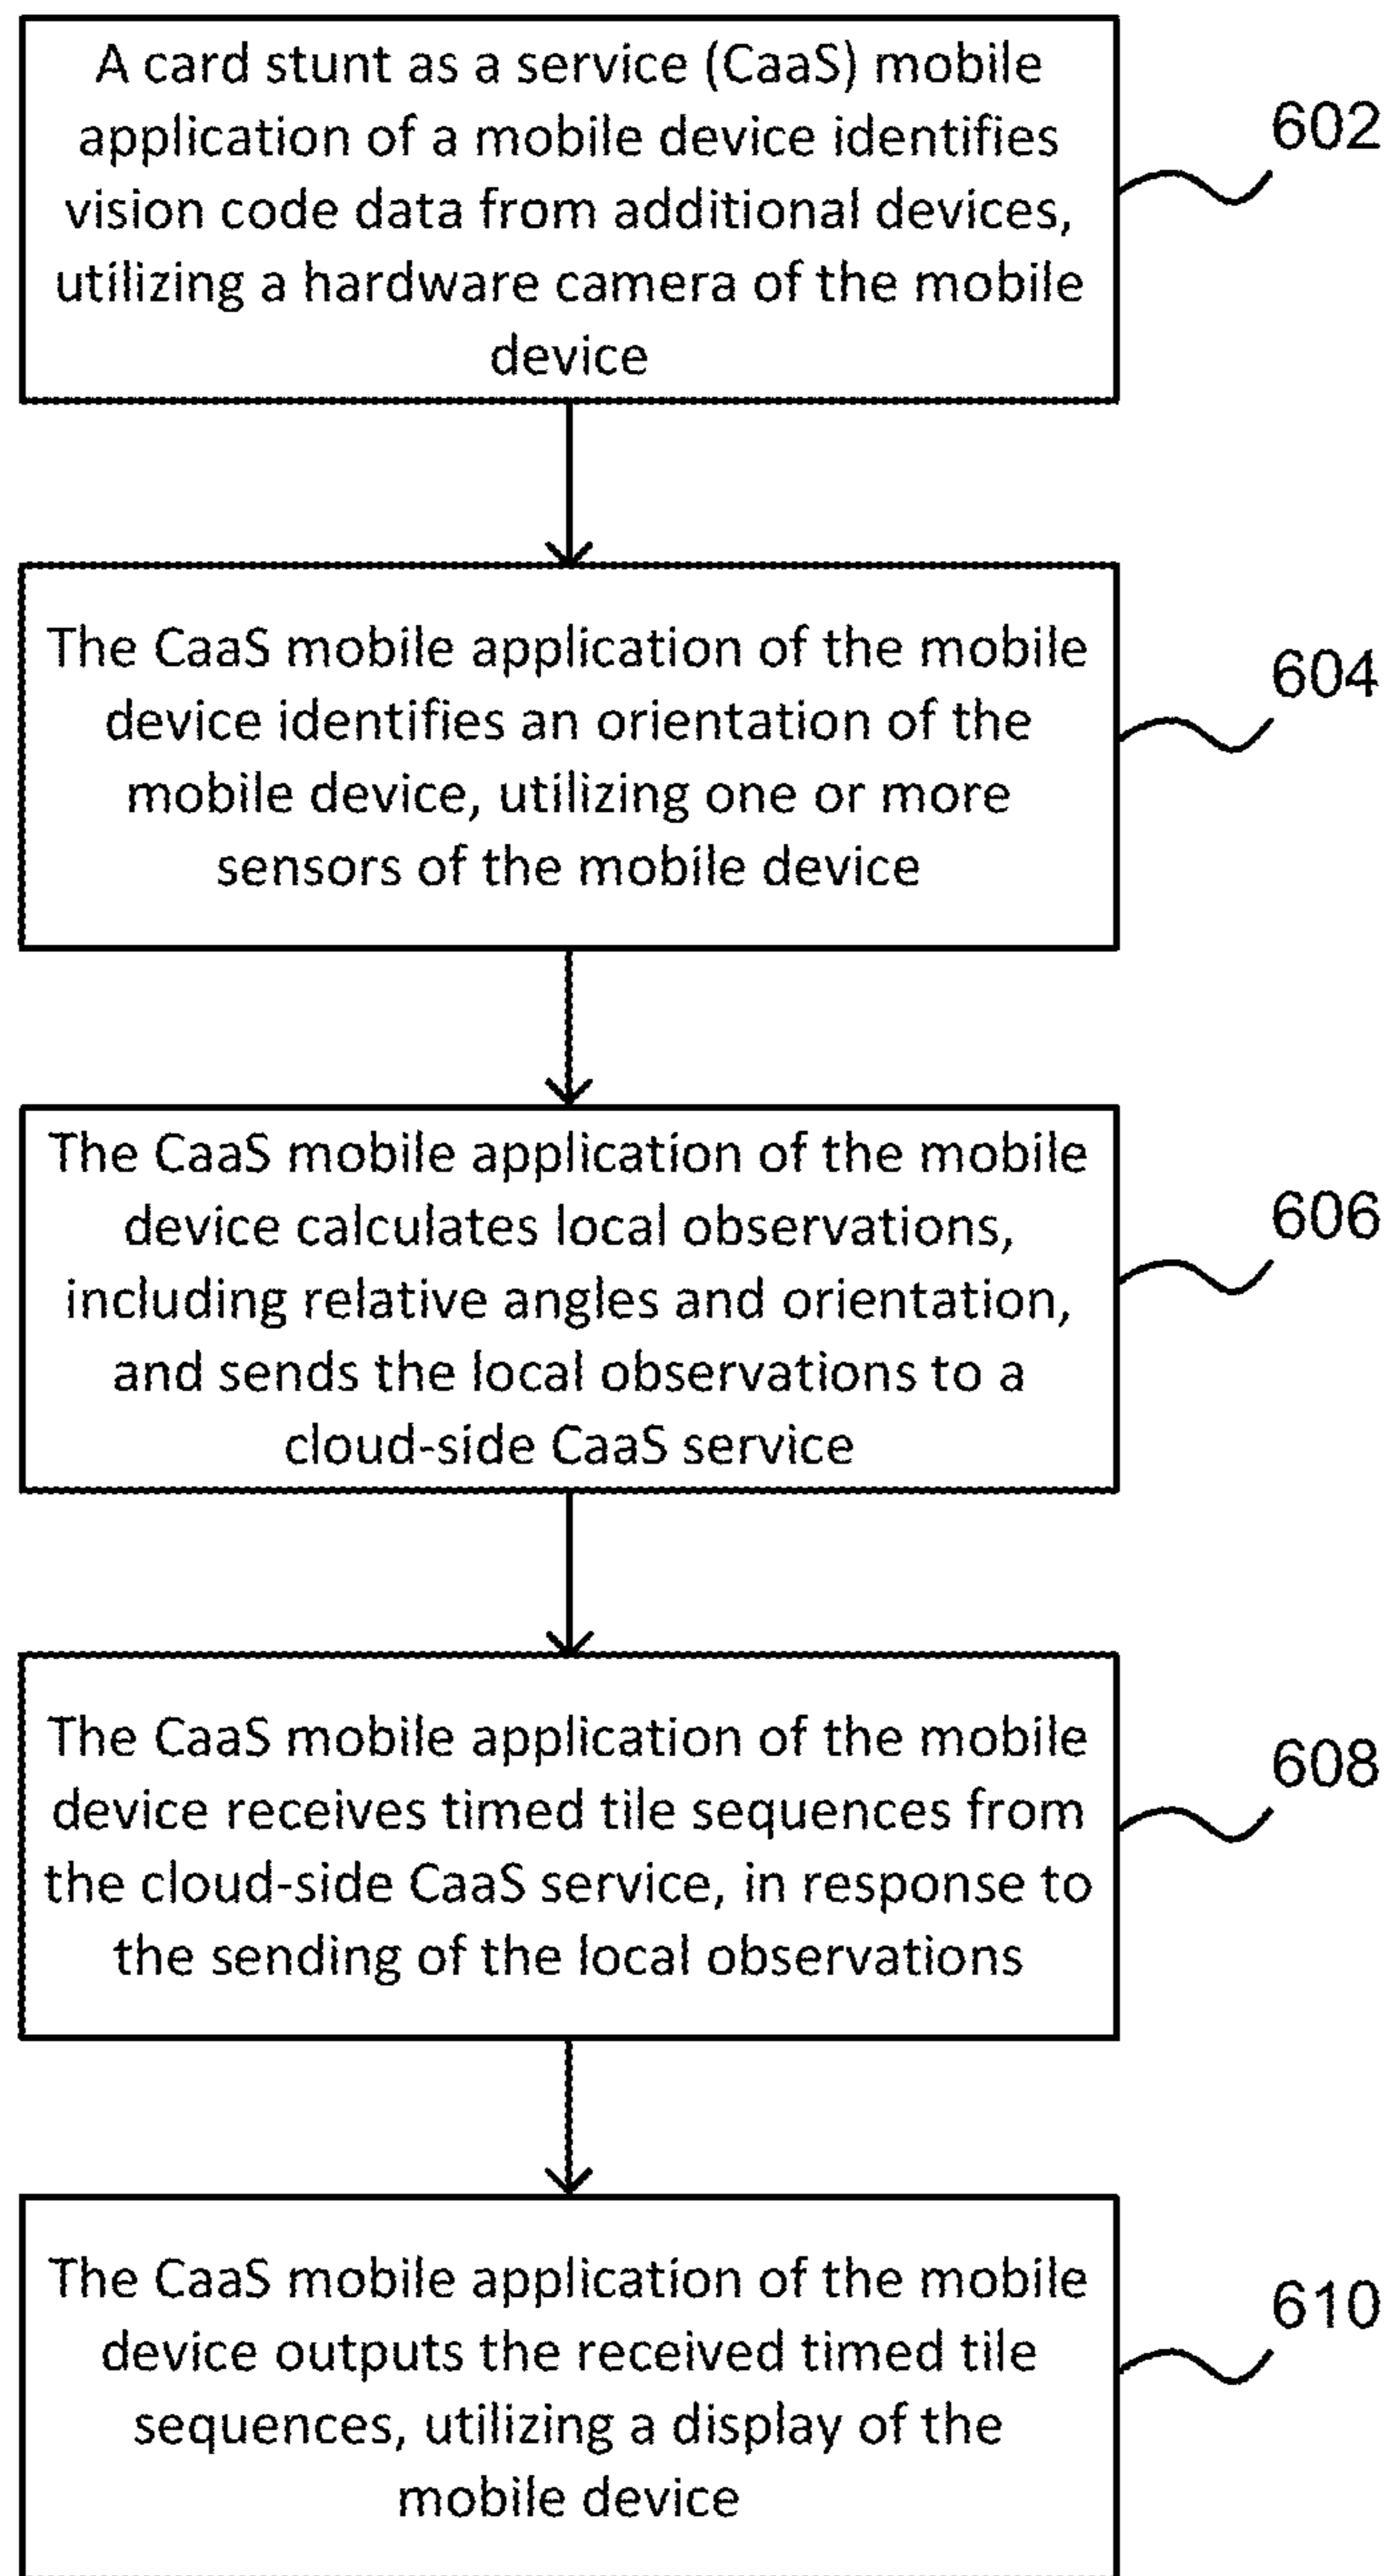 A card stunt as a service (CaaS) mobile
application of a mobile device identifies
vision code data from additional devices,
utilizing a hardware camera of the mobile
device
602
The CaaS mobile application of the mobile
device identifies an orientation of the
mobile device, utilizing one or more
sensors of the mobile device
604
The CaaS mobile application of the mobile
device calculates local observations,
including relative angles and orientation,
and sends the local observations to a
cloud-side CaaS service
606
The CaaS mobile application of the mobile
device receives timed tile sequences from
the cloud-side CaaS service, in response to
the sending of the local observations
608
The CaaS mobile application of the mobile
device outputs the received timed tile
sequences, utilizing a display of the
mobile device
610